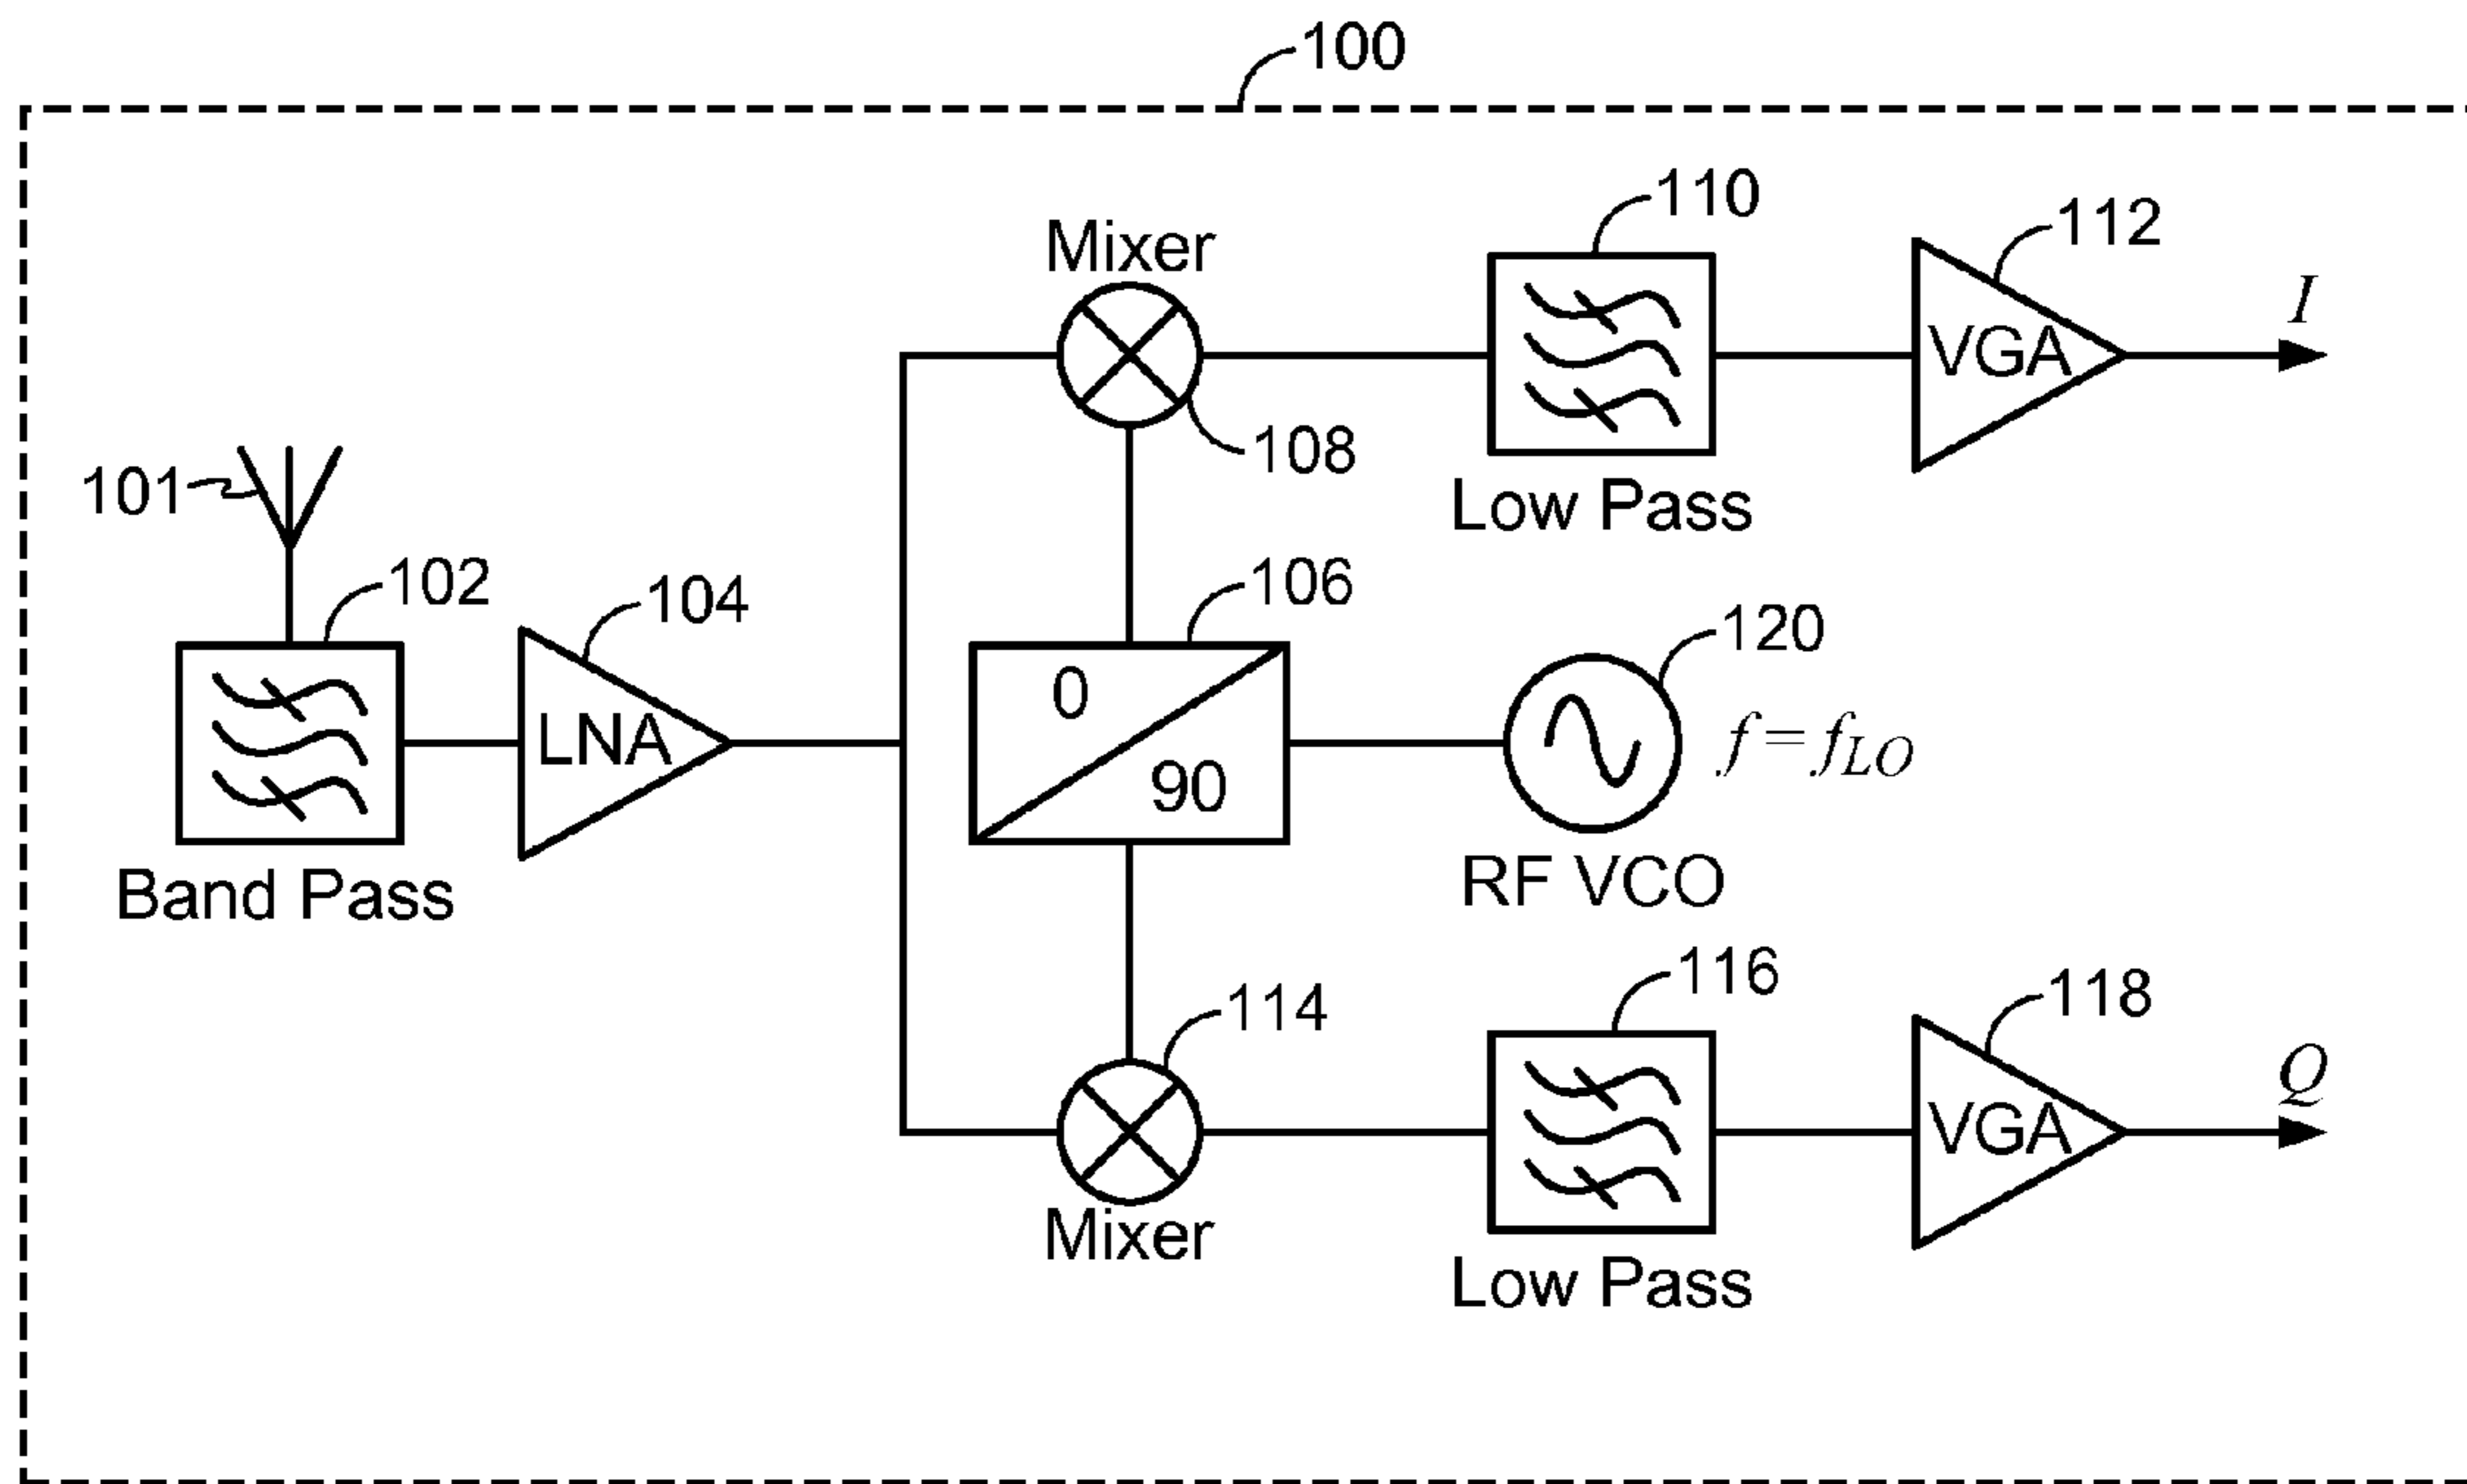 100
110
112
Mixer
I
VGA
108
101
Low Pass
102
104
106
120
0
LNA
f = f_LO
90
Band Pass
RF VCO
116
118
114
Q
VGA
Mixer
Low Pass